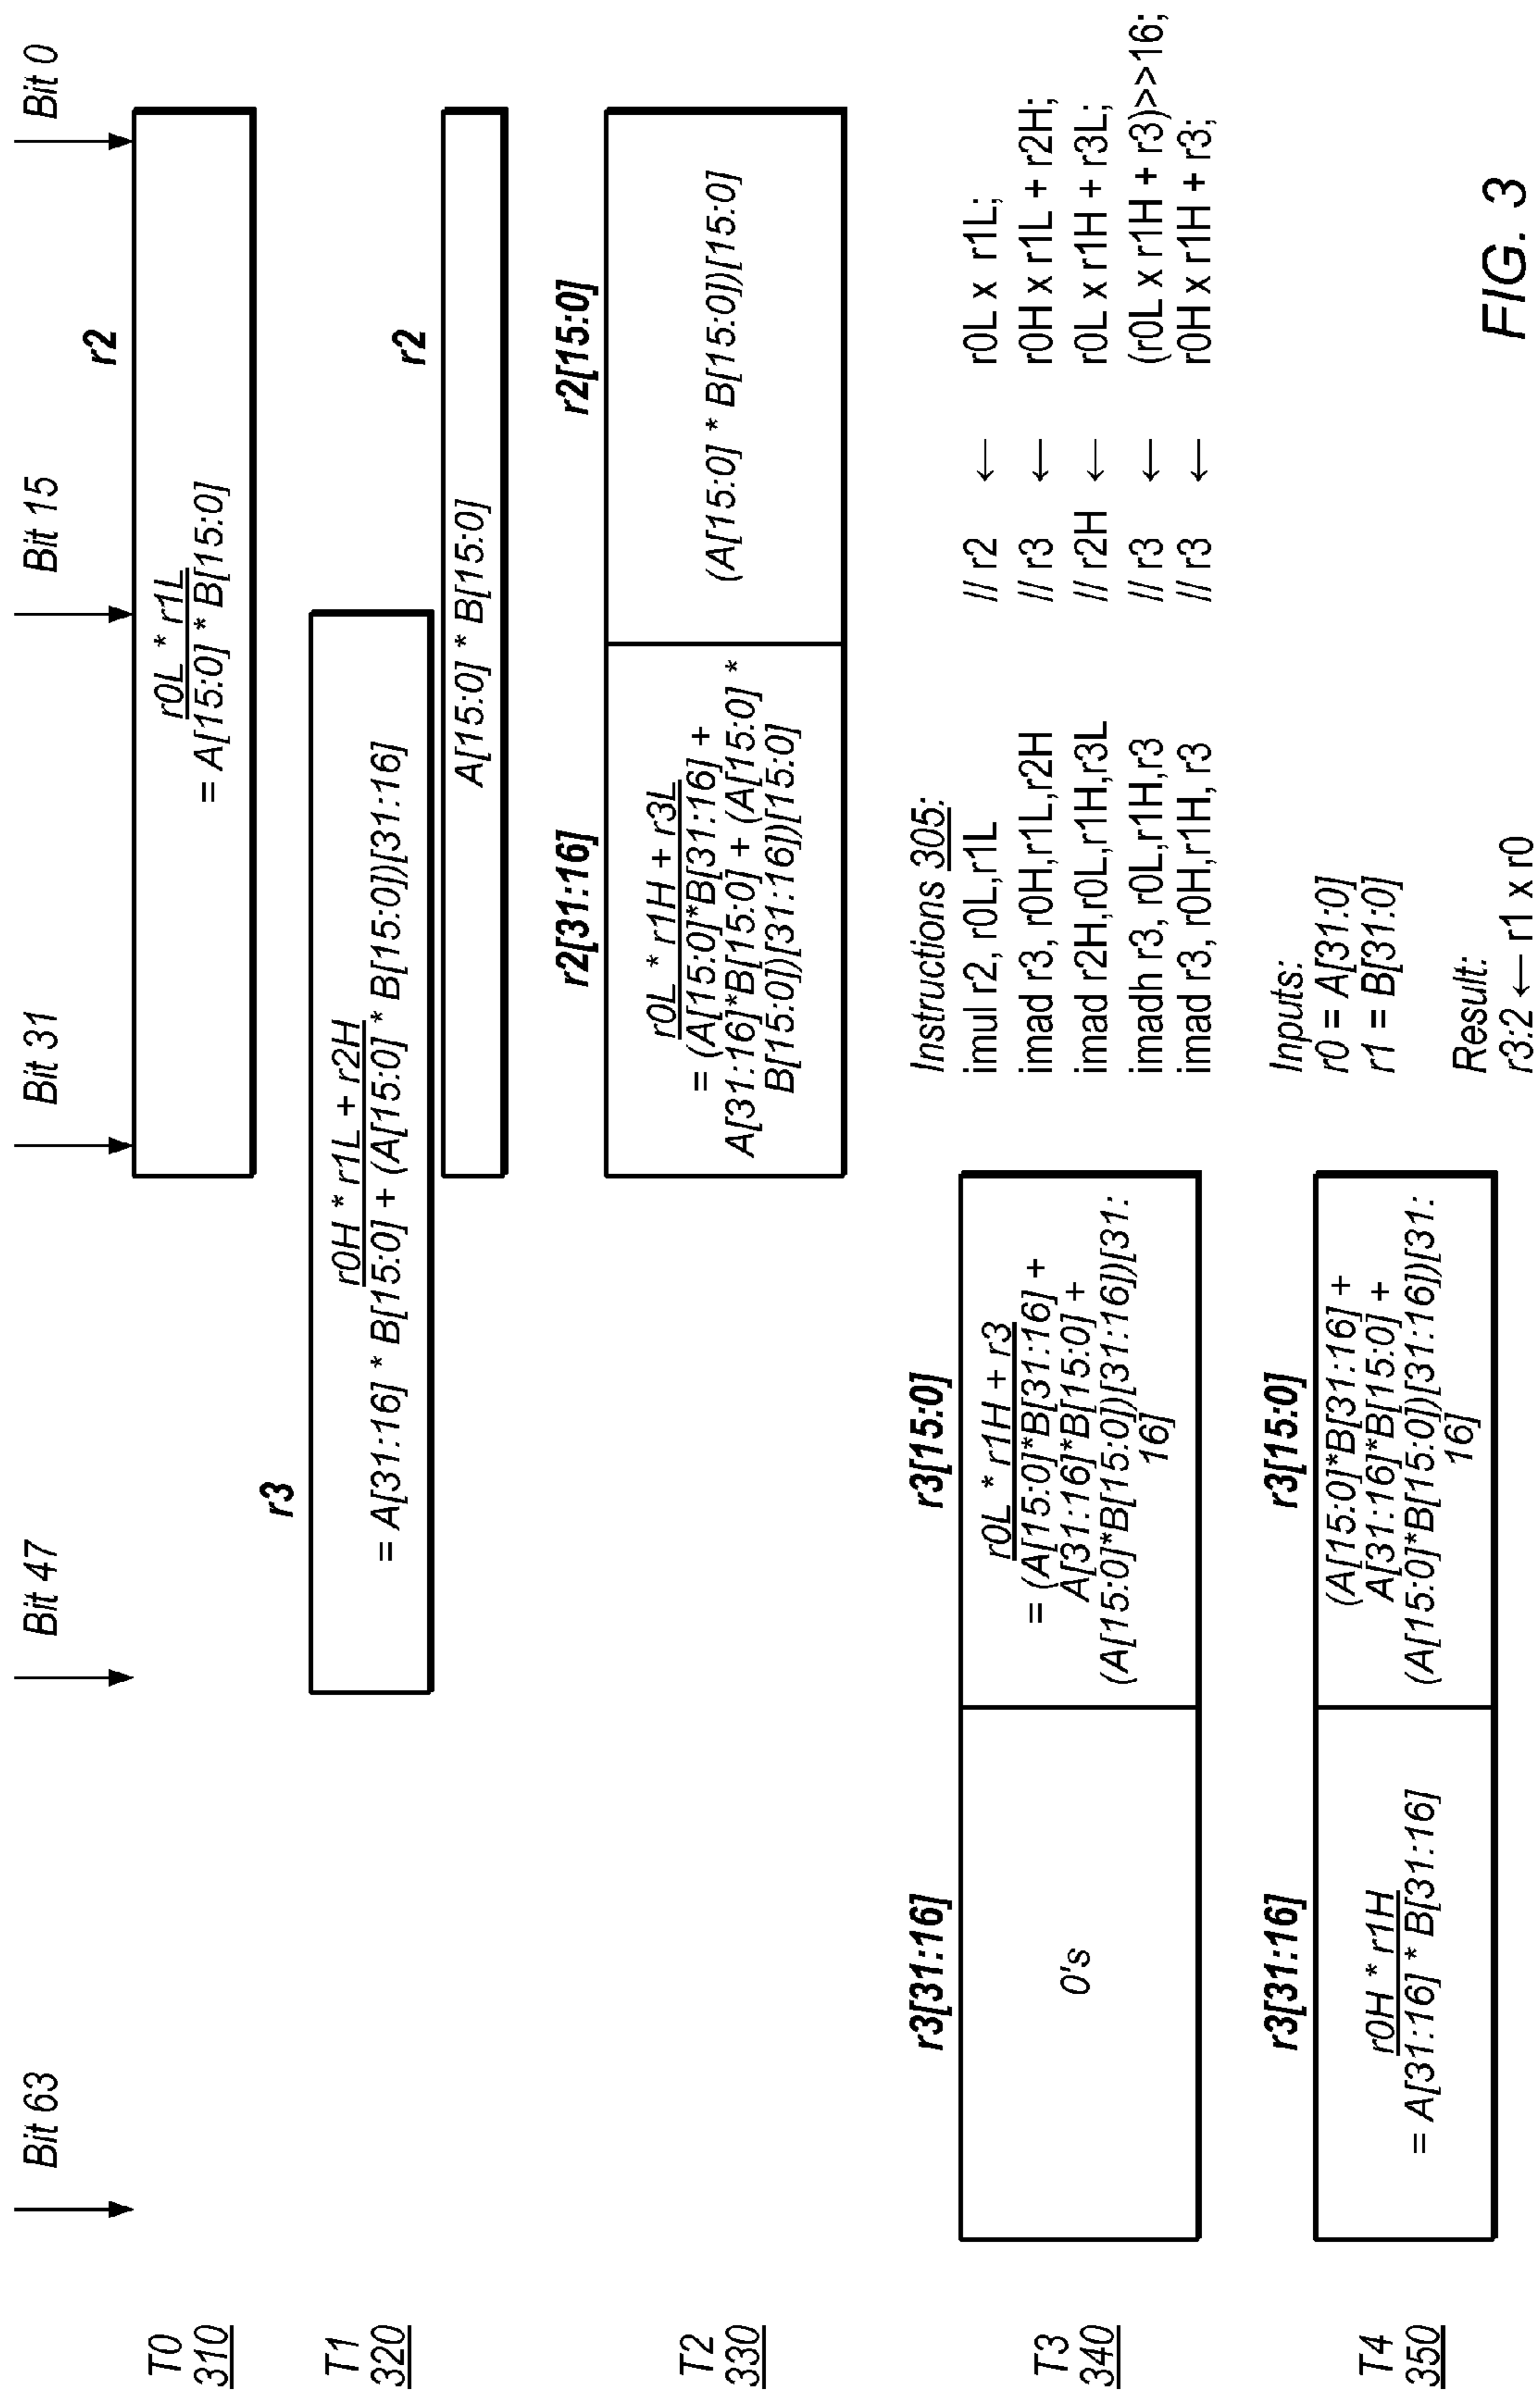 Bit 63
Bit 47
Bit 31
Bit 15
Bit 0
T0
310
r2
r0L * r1L
= A[15:0] * B[15:0]
T1
320
r3
r0H * r1L + r2H
= A[31:16] * B[15:0] + (A[15:0] * B[15:0])[31:16]
r2
A[15:0] * B[15:0]
T2
330
r2[31:16]
r0L * r1H + r3L
= (A[15:0]*B[31:16] +
A[31:16]*B[15:0] + (A[15:0] *
B[15:0])[31:16])[15:0]
r2[15:0]
(A[15:0] * B[15:0])[15:0]
T3
340
r3[31:16]
0's
r3[15:0]
r0L * r1H + r3
= (A[15:0]*B[31:16] +
A[31:16]*B[15:0] +
(A[15:0]*B[15:0])[31:16])[31:
16]
T4
350
r3[31:16]
r0H * r1H
= A[31:16] * B[31:16]
r3[15:0]
(A[15:0]*B[31:16] +
A[31:16]*B[15:0] +
(A[15:0]*B[15:0])[31:16])[31:
16]
Instructions 305:
imul r2, r0L,r1L // r2 ← r0L x r1L;
imad r3, r0H,r1L,r2H // r3 ← r0H x r1L + r2H;
imad r2H,r0L,r1H,r3L // r2H ← r0L x r1H + r3L;
imadh r3, r0L,r1H,r3 // r3 ← (r0L x r1H + r3)>>16;
imad r3, r0H,r1H, r3 // r3 ← r0H x r1H + r3;
Inputs:
r0 = A[31:0]
r1 = B[31:0]
Result:
r3:2 ← r1 x r0
FIG. 3